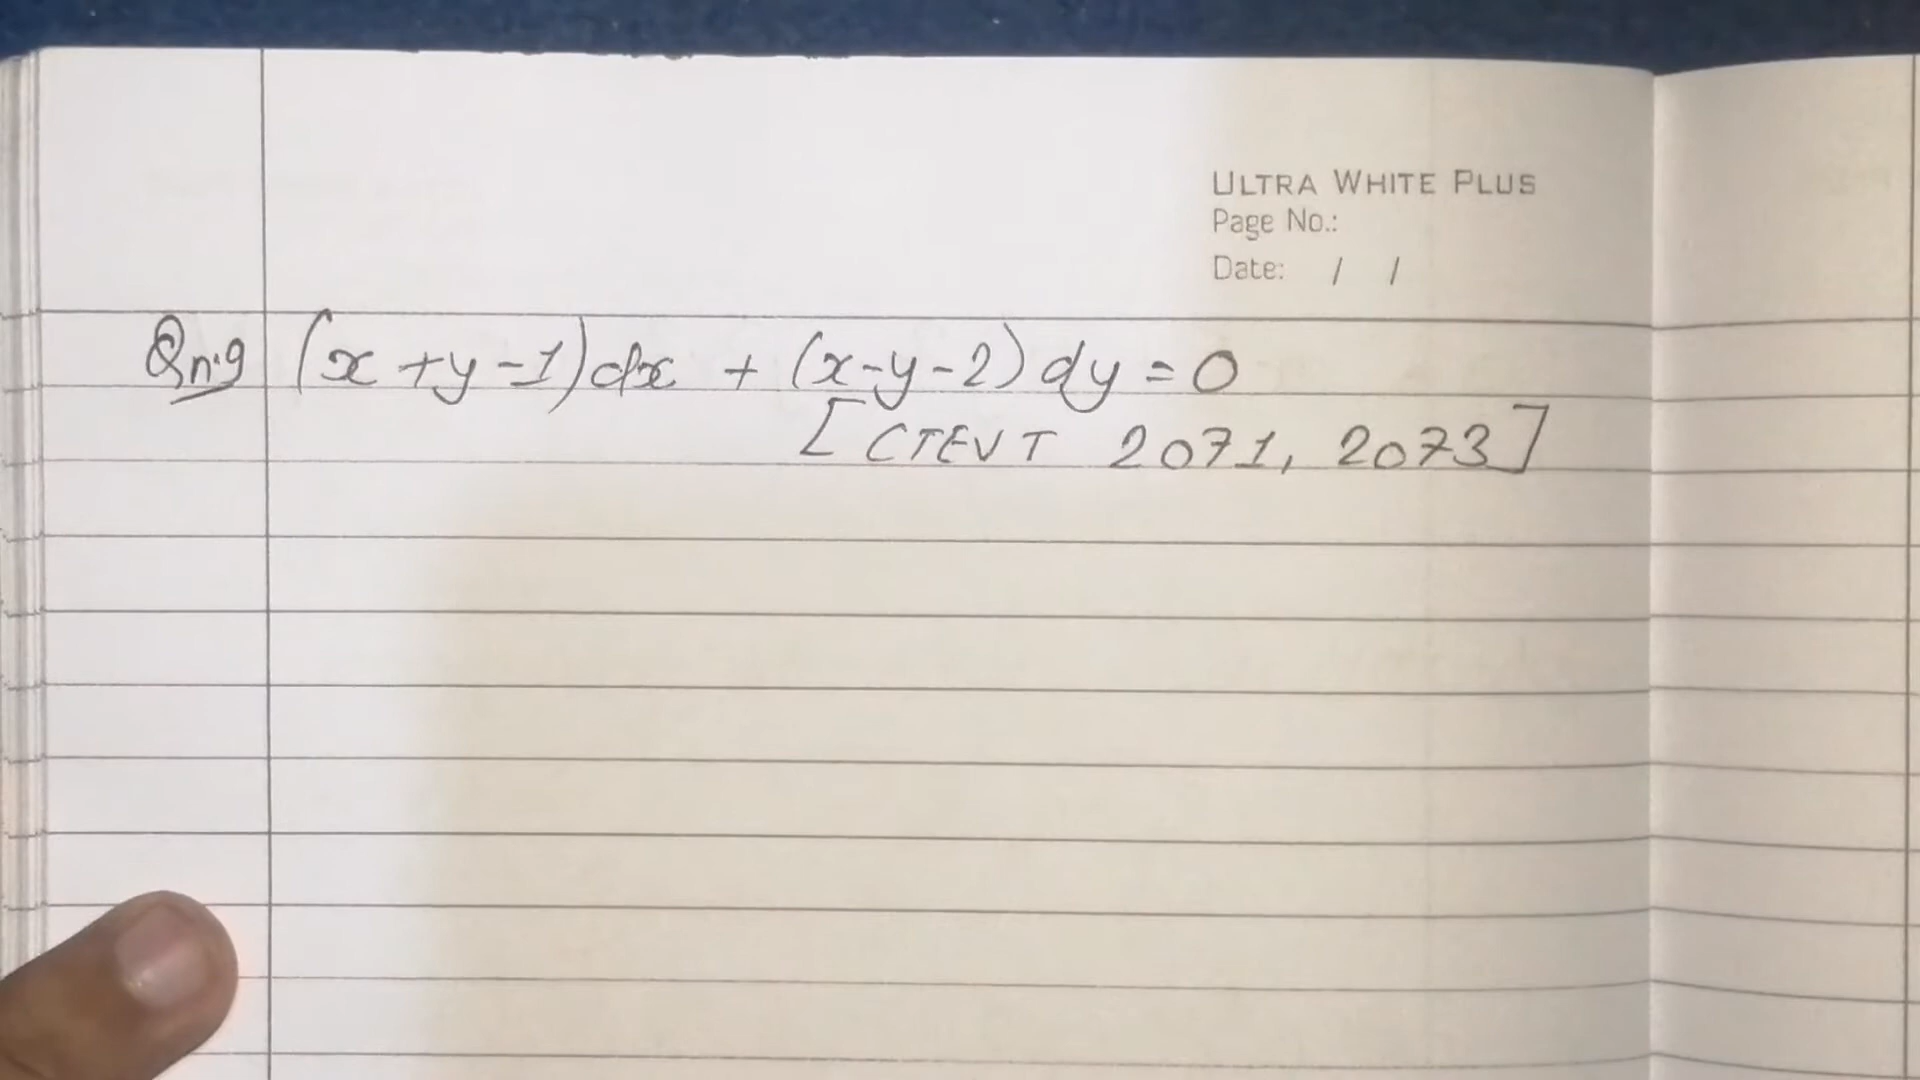 ULTRA WHITE PLUS
Page No.:
Date: / /
Qn.9 (x+y-1)dx + (x-y-2)dy=0
[CTEVT 2071, 2073]